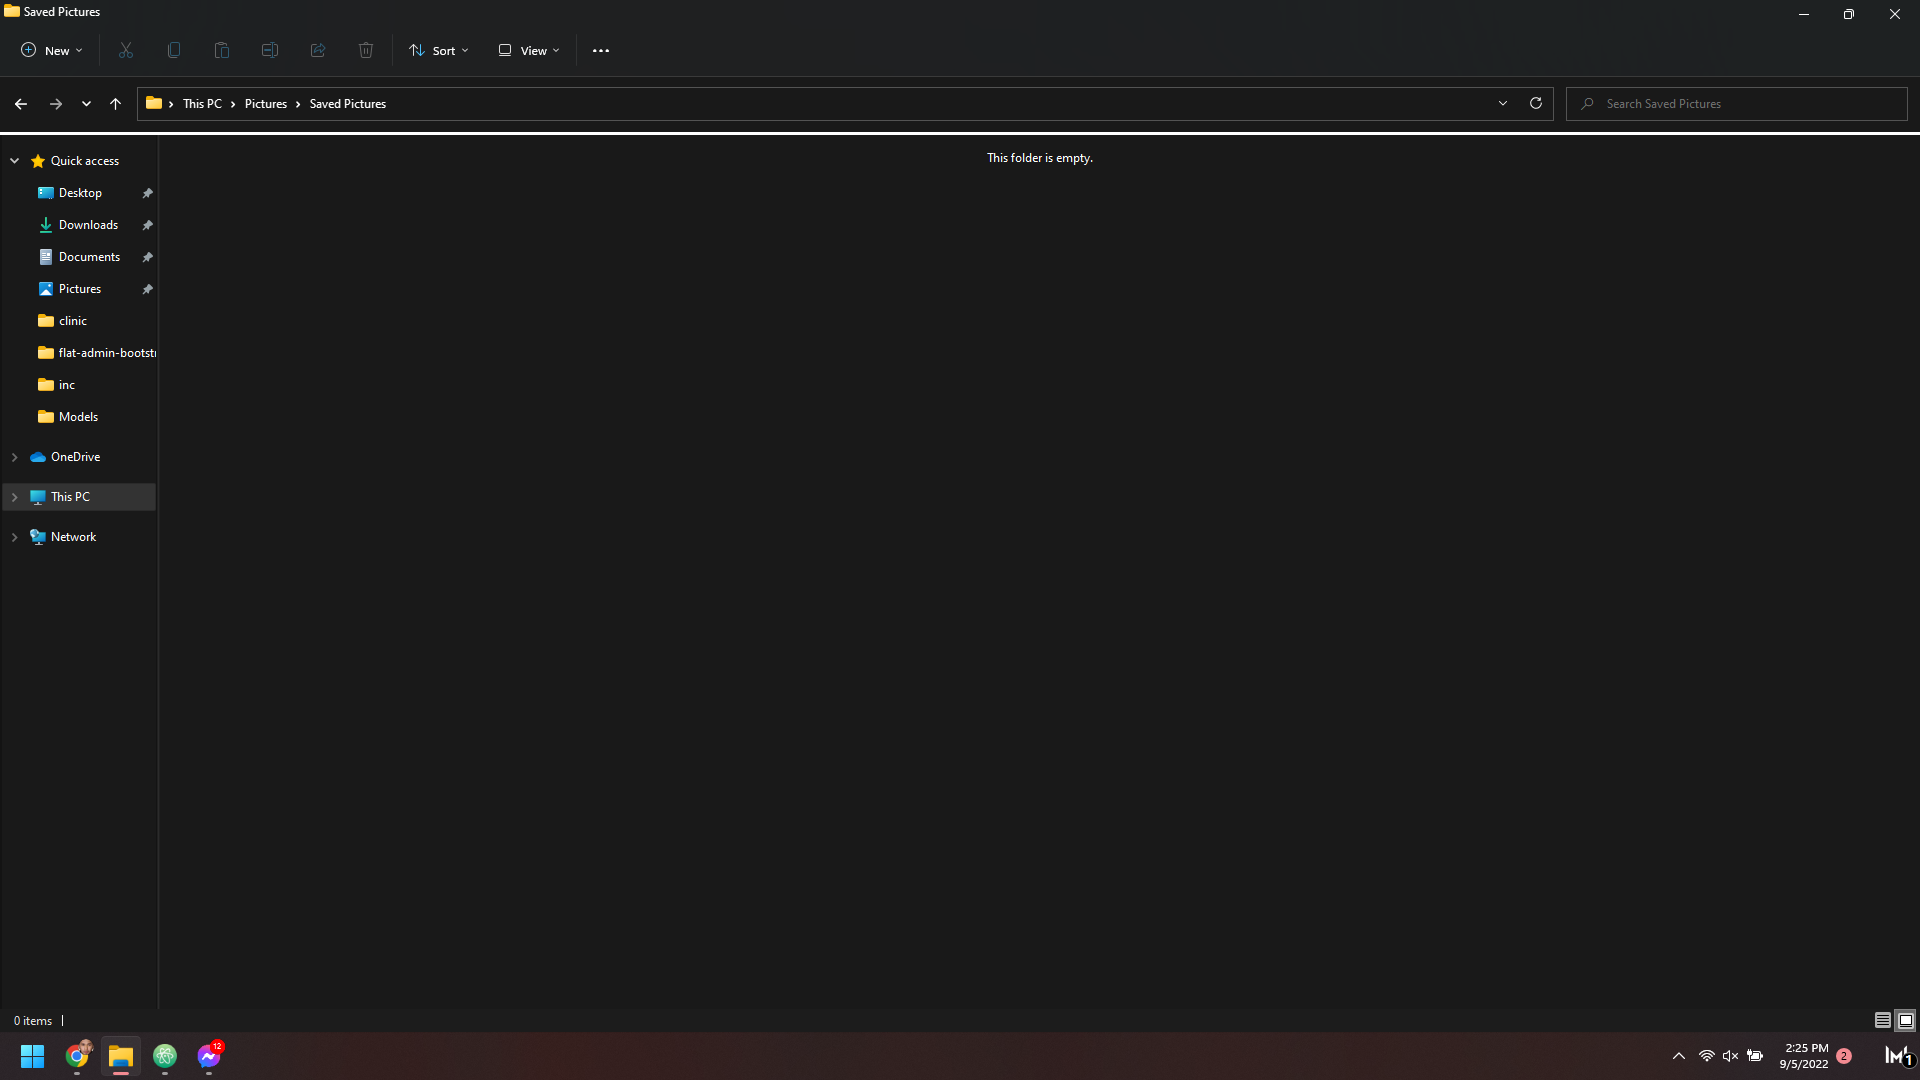 Saved Pictures
New
Sort
View
This PC
Pictures
Saved Pictures
Search Saved Pictures
Quick access
Desktop
Downloads
Documents
Pictures
clinic
flat-admin-bootst
inc
Models
OneDrive
This PC
Network
This folder is empty.
0 items
12
2:25 PM
9/5/2022
2
1